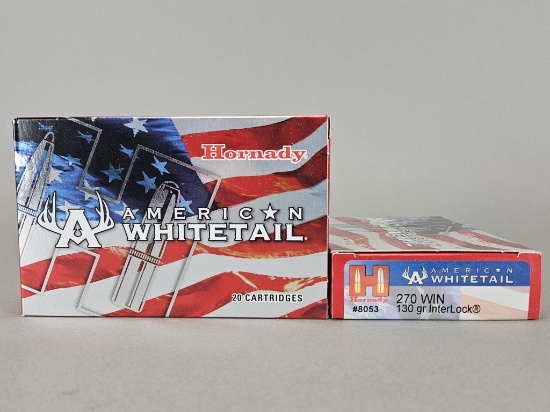 Hornady
AMERICAN
WHITETAIL®
20 CARTRIDGES
H
Hornady
#8053
AMERICAN
WHITETAIL
270 WIN
130 gr InterLock®